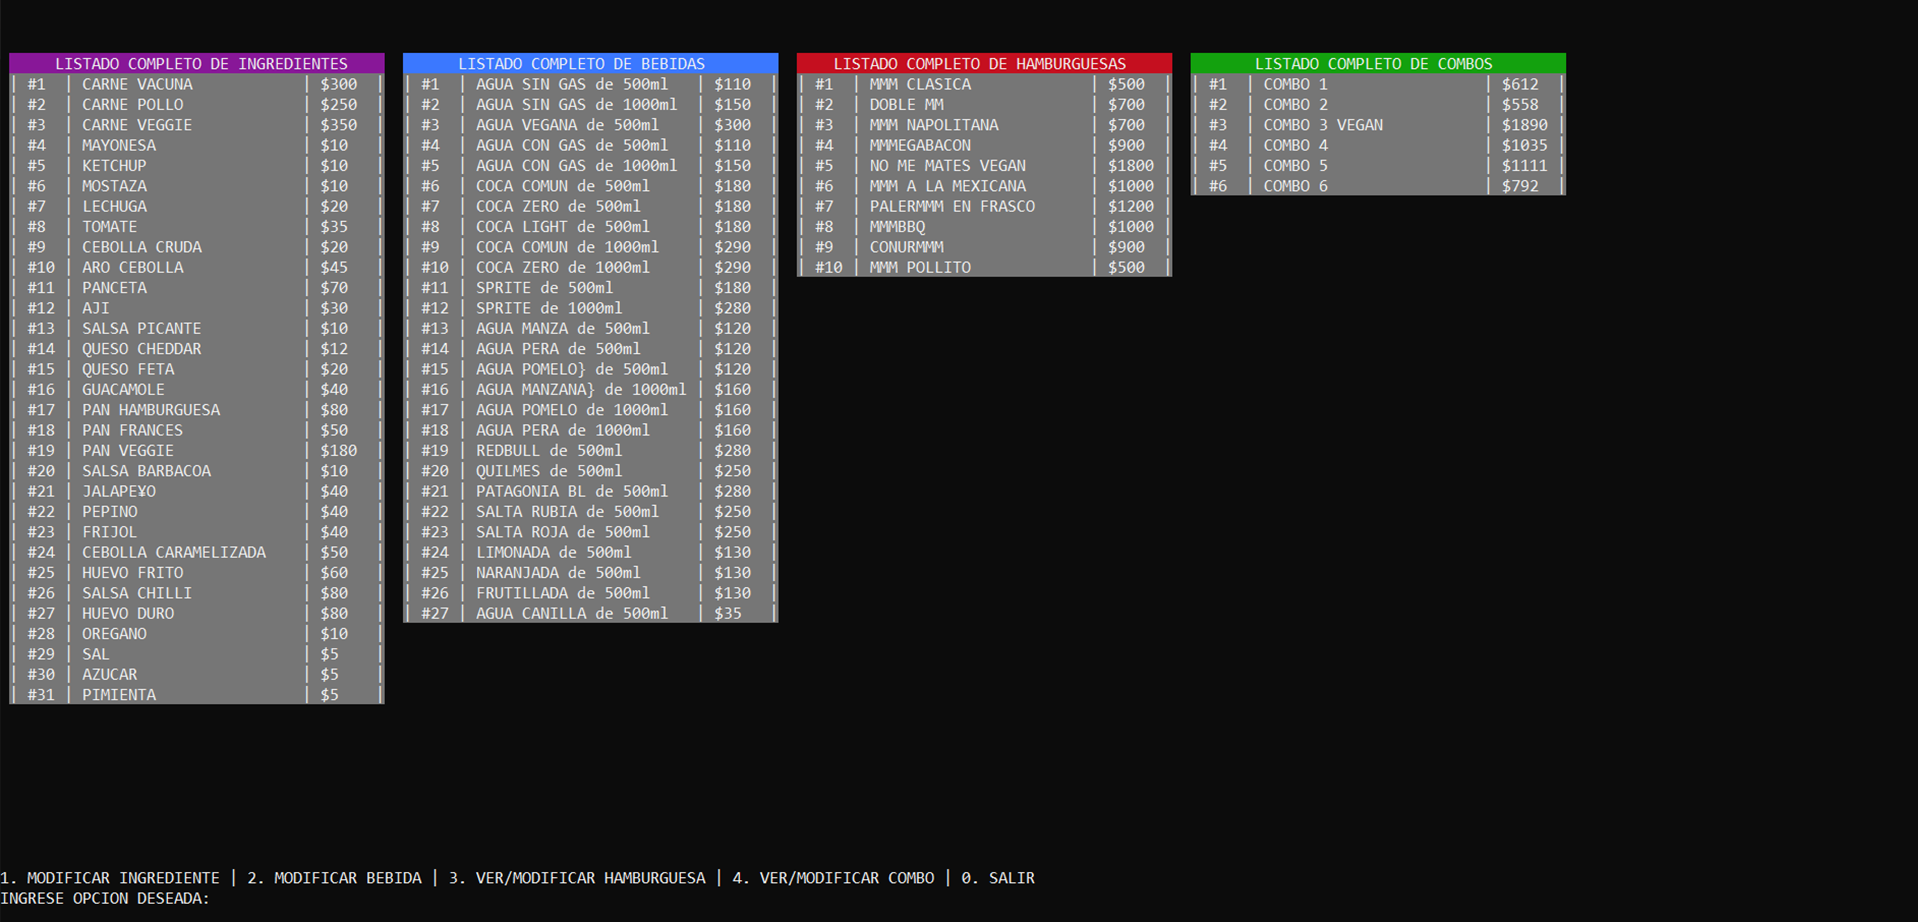 LISTADO COMPLETO DE INGREDIENTES
| #1 | CARNE VACUNA | $300 |
| #2 | CARNE POLLO | $250 |
| #3 | CARNE VEGGIE | $350 |
| #4 | MAYONESA | $10 |
| #5 | KETCHUP | $10 |
| #6 | MOSTAZA | $10 |
| #7 | LECHUGA | $20 |
| #8 | TOMATE | $35 |
| #9 | CEBOLLA CRUDA | $20 |
| #10 | ARO CEBOLLA | $45 |
| #11 | PANCETA | $70 |
| #12 | AJI | $30 |
| #13 | SALSA PICANTE | $10 |
| #14 | QUESO CHEDDAR | $12 |
| #15 | QUESO FETA | $20 |
| #16 | GUACAMOLE | $40 |
| #17 | PAN HAMBURGUESA | $80 |
| #18 | PAN FRANCES | $50 |
| #19 | PAN VEGGIE | $180 |
| #20 | SALSA BARBACOA | $10 |
| #21 | JALAPE¥O | $40 |
| #22 | PEPINO | $40 |
| #23 | FRIJOL | $40 |
| #24 | CEBOLLA CARAMELIZADA | $50 |
| #25 | HUEVO FRITO | $60 |
| #26 | SALSA CHILLI | $80 |
| #27 | HUEVO DURO | $80 |
| #28 | OREGANO | $10 |
| #29 | SAL | $5 |
| #30 | AZUCAR | $5 |
| #31 | PIMIENTA | $5 |
LISTADO COMPLETO DE BEBIDAS
| #1 | AGUA SIN GAS de 500ml | $110 |
| #2 | AGUA SIN GAS de 1000ml | $150 |
| #3 | AGUA VEGANA de 500ml | $300 |
| #4 | AGUA CON GAS de 500ml | $110 |
| #5 | AGUA CON GAS de 1000ml | $150 |
| #6 | COCA COMUN de 500ml | $180 |
| #7 | COCA ZERO de 500ml | $180 |
| #8 | COCA LIGHT de 500ml | $180 |
| #9 | COCA COMUN de 1000ml | $290 |
| #10 | COCA ZERO de 1000ml | $290 |
| #11 | SPRITE de 500ml | $180 |
| #12 | SPRITE de 1000ml | $280 |
| #13 | AGUA MANZA de 500ml | $120 |
| #14 | AGUA PERA de 500ml | $120 |
| #15 | AGUA POMELO} de 500ml | $120 |
| #16 | AGUA MANZANA} de 1000ml | $160 |
| #17 | AGUA POMELO de 1000ml | $160 |
| #18 | AGUA PERA de 1000ml | $160 |
| #19 | REDBULL de 500ml | $280 |
| #20 | QUILMES de 500ml | $250 |
| #21 | PATAGONIA BL de 500ml | $280 |
| #22 | SALTA RUBIA de 500ml | $250 |
| #23 | SALTA ROJA de 500ml | $250 |
| #24 | LIMONADA de 500ml | $130 |
| #25 | NARANJADA de 500ml | $130 |
| #26 | FRUTILLADA de 500ml | $130 |
| #27 | AGUA CANILLA de 500ml | $35 |
LISTADO COMPLETO DE HAMBURGUESAS
| #1 | MMM CLASICA | $500 |
| #2 | DOBLE MM | $700 |
| #3 | MMM NAPOLITANA | $700 |
| #4 | MMMEGABACON | $900 |
| #5 | NO ME MATES VEGAN | $1800 |
| #6 | MMM A LA MEXICANA | $1000 |
| #7 | PALERMMM EN FRASCO | $1200 |
| #8 | MMMBBQ | $1000 |
| #9 | CONURMMM | $900 |
| #10 | MMM POLLITO | $500 |
LISTADO COMPLETO DE COMBOS
| #1 | COMBO 1 | $612 |
| #2 | COMBO 2 | $558 |
| #3 | COMBO 3 VEGAN | $1890 |
| #4 | COMBO 4 | $1035 |
| #5 | COMBO 5 | $1111 |
| #6 | COMBO 6 | $792 |
1. MODIFICAR INGREDIENTE | 2. MODIFICAR BEBIDA | 3. VER/MODIFICAR HAMBURGUESA | 4. VER/MODIFICAR COMBO | 0. SALIR
INGRESE OPCION DESEADA: